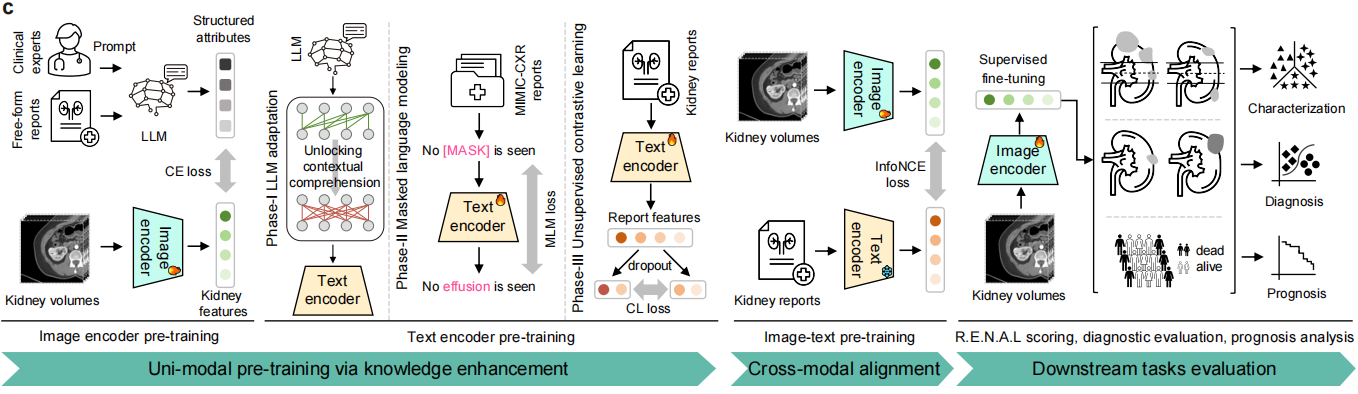 c
Clinical
experts
Prompt
Free-form
reports
LLM
Structured
attributes
CE loss
Kidney volumes
Image
encoder
Kidney
features
Image encoder pre-training
Phase-I LLM adaptation
LLM
Unlocking
contextual
comprehension
Text
encoder
Phase-II Masked language modeling
MIMIC-CXR
reports
No [MASK] is seen
Text
encoder
MLM loss
No effusion is seen
Phase-III Unsupervised contrastive learning
Kidney reports
Text
encoder
Report features
dropout
CL loss
Text encoder pre-training
Kidney volumes
Image
encoder
InfoNCE
loss
Kidney reports
Text
encoder
Image-text pre-training
Supervised
fine-tuning
Image
encoder
Kidney volumes
Characterization
Diagnosis
dead
alive
Prognosis
R.E.N.A.L scoring, diagnostic evaluation, prognosis analysis
Uni-modal pre-training via knowledge enhancement
Cross-modal alignment
Downstream tasks evaluation